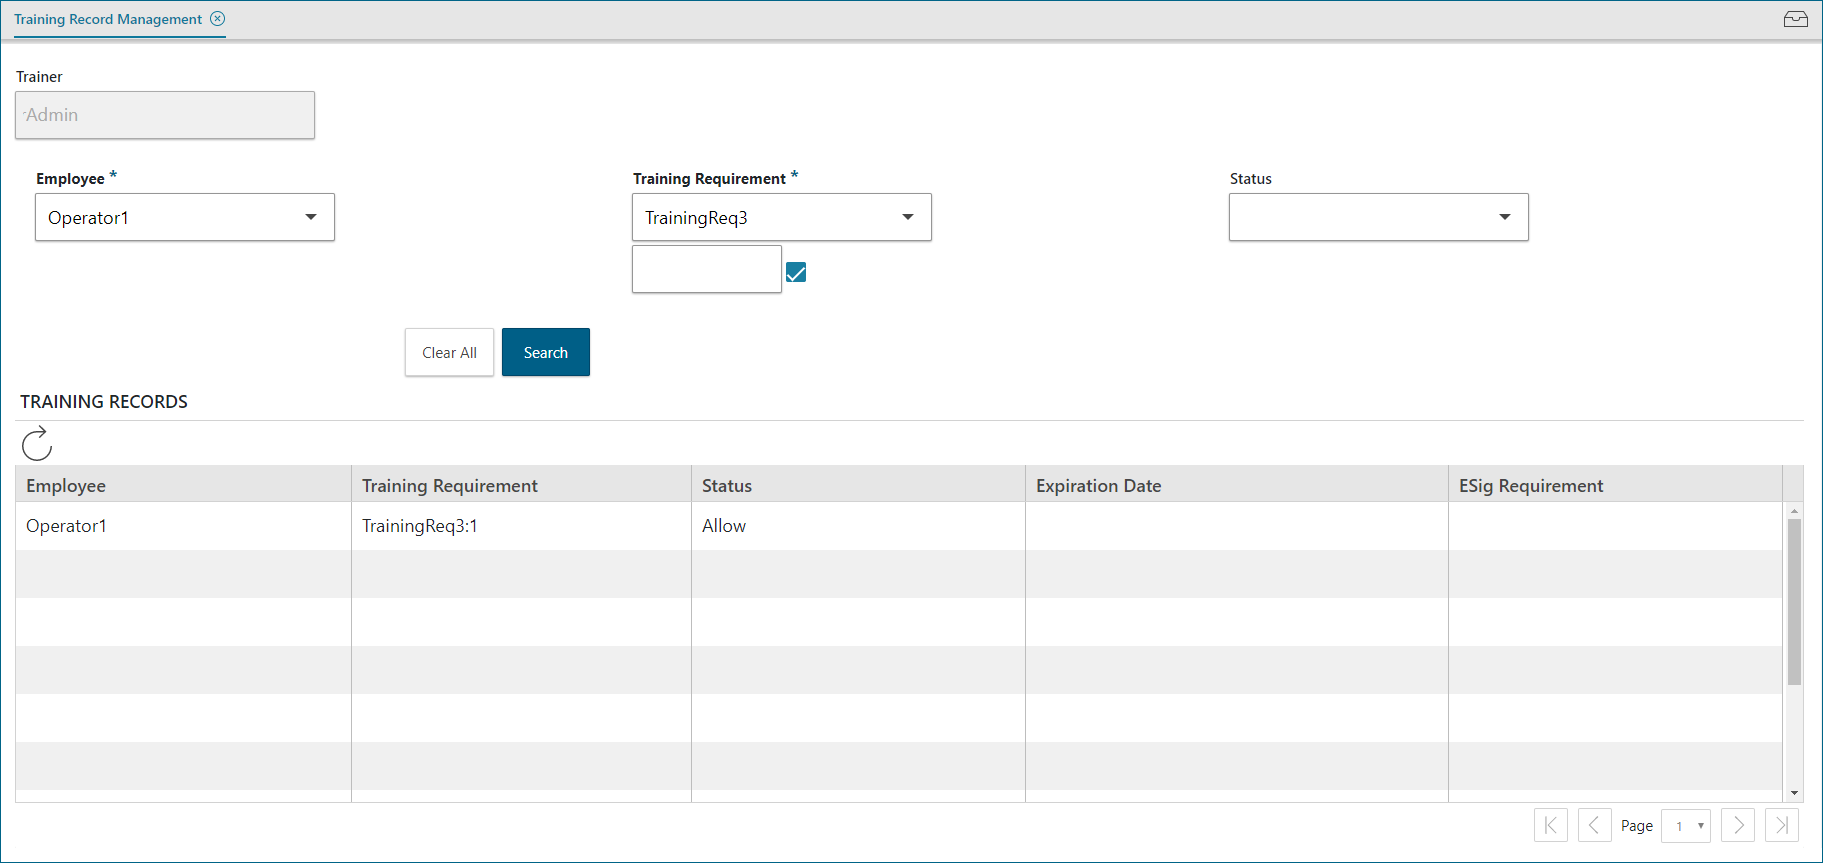 Training Record Management
Trainer
Admin
Employee * Training Requirement * Status
Operator1 TrainingReq3
Clear All Search
TRAINING RECORDS
Employee Training Requirement Status Expiration Date ESig Requirement
Operator1 TrainingReq3:1 Allow
Page 1